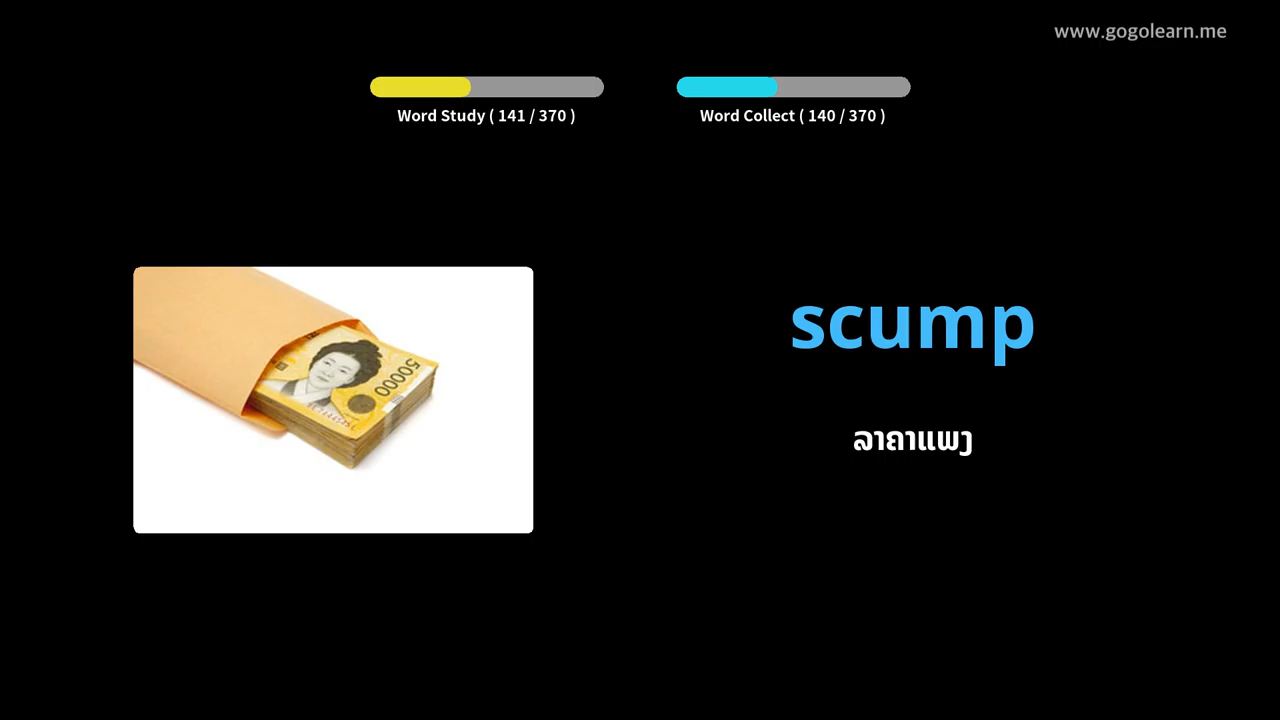 www.gogolearn.me
Word Study ( 141 / 370 )
Word Collect ( 140 / 370 )
50000
scump
ລາຄາແພງ